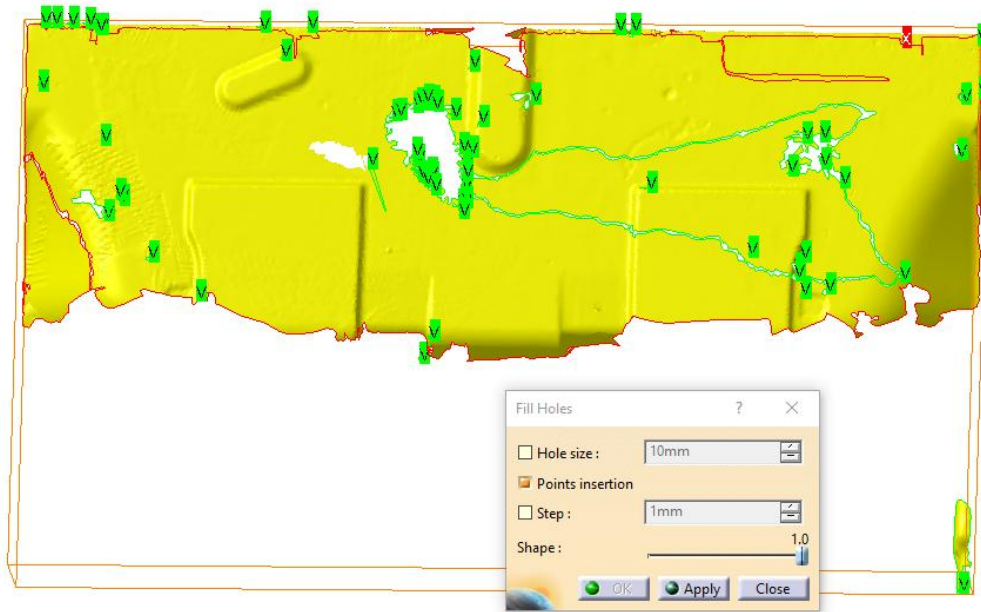 Fill Holes ? ×
Hole size : 10mm
Points insertion
Step : 1mm
1.0
Shape :
OK Apply Close
V V V V V V V V V
X